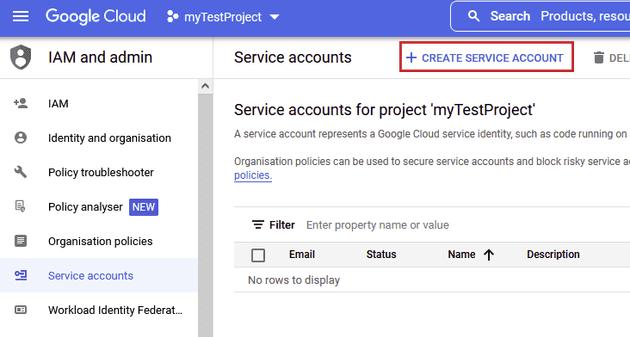 Google Cloud myTestProject Search Products, resou
IAM and admin
Service accounts + CREATE SERVICE ACCOUNT DEL
IAM
Identity and organisation
Policy troubleshooter
Policy analyser NEW
Organisation policies
Service accounts
Workload Identity Federat...
Service accounts for project 'myTestProject'
A service account represents a Google Cloud service identity, such as code running on
Organisation policies can be used to secure service accounts and block risky service a
policies.
Filter Enter property name or value
Email Status Name Description
No rows to display